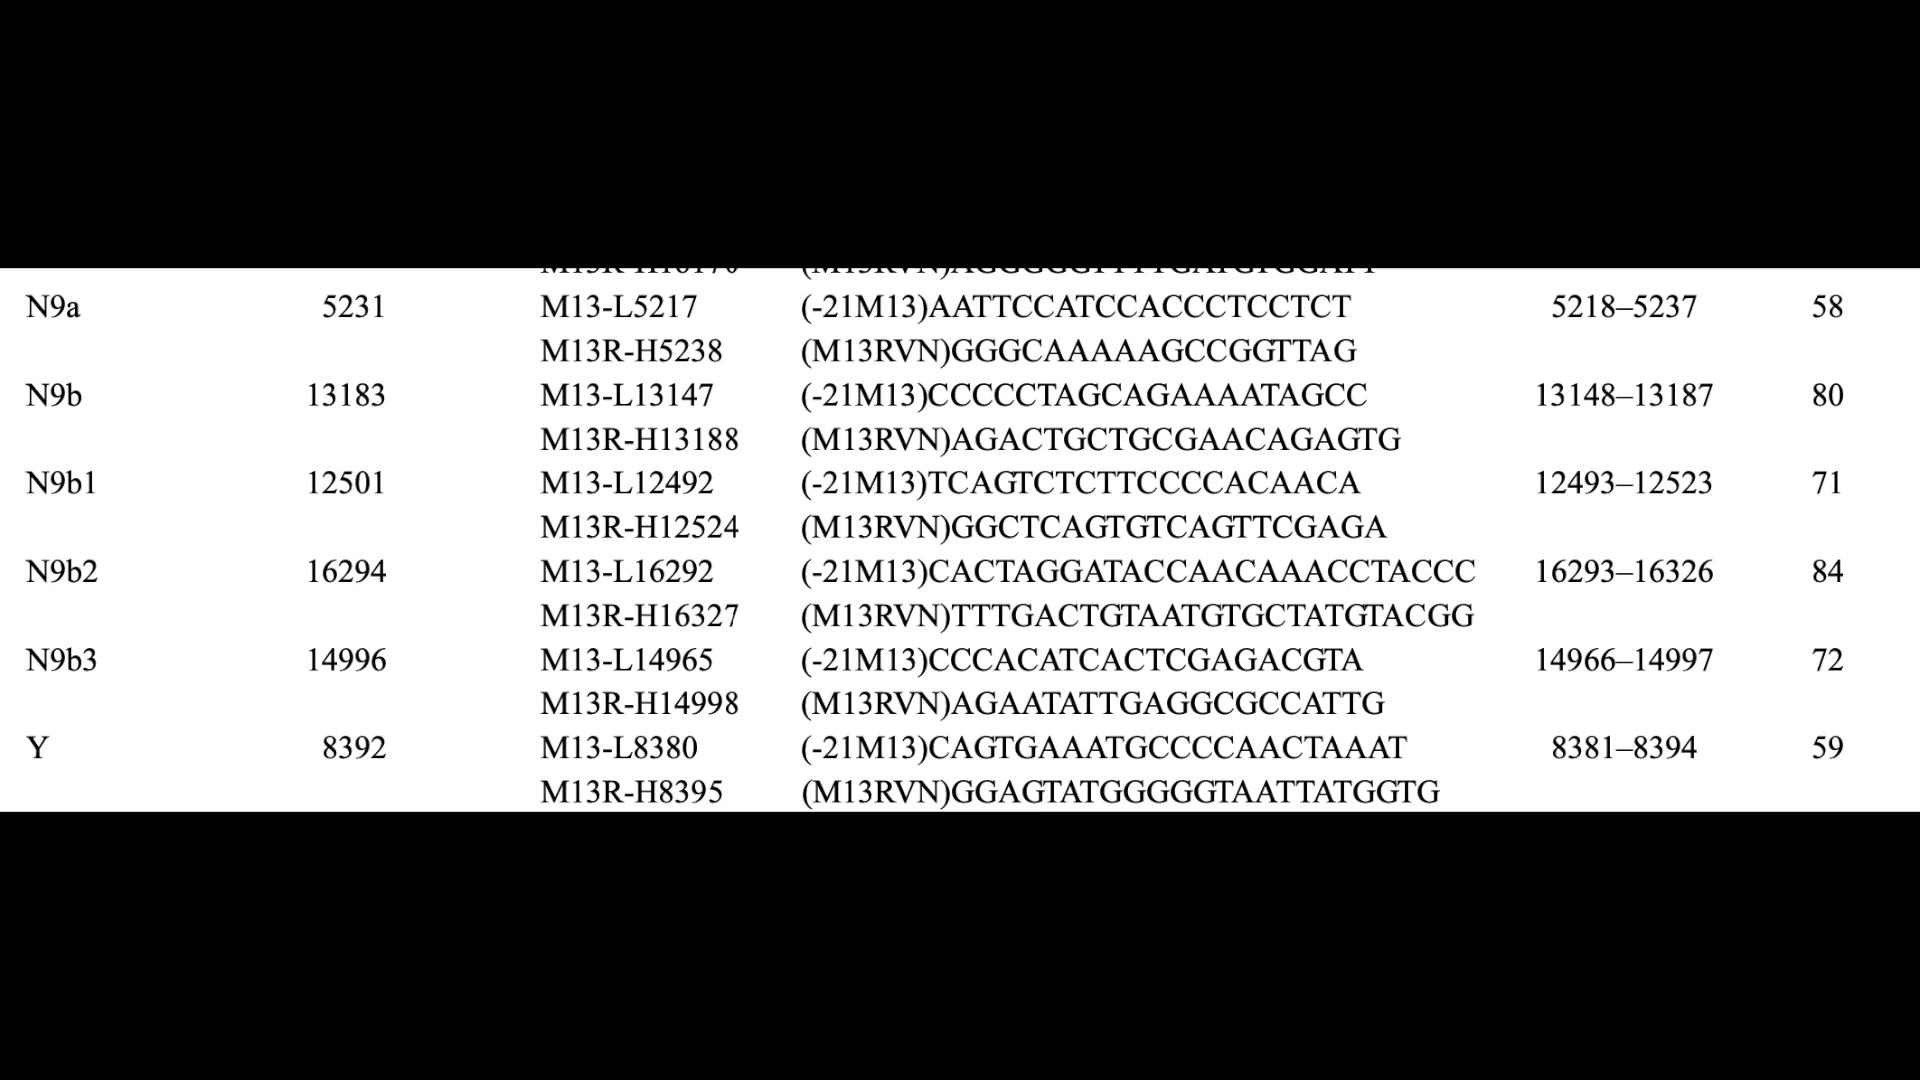 N9a 5231 M13-L5217 (-21M13)AATTCCATCCACCCTCCTCT 5218–5237 58
M13R-H5238 (M13RVN)GGGCAAAAAGCCGGTTAG
N9b 13183 M13-L13147 (-21M13)CCCCCTAGCAGAAAATAGCC 13148–13187 80
M13R-H13188 (M13RVN)AGACTGCTGCGAACAGAGTG
N9b1 12501 M13-L12492 (-21M13)TCAGTCTCTTCCCCACAACA 12493–12523 71
M13R-H12524 (M13RVN)GGCTCAGTGTCAGTTCGAGA
N9b2 16294 M13-L16292 (-21M13)CACTAGGATACCAACAAACCTACCC 16293–16326 84
M13R-H16327 (M13RVN)TTTGACTGTAATGTGCTATGTACGG
N9b3 14996 M13-L14965 (-21M13)CCCACATCACTCGAGACGTA 14966–14997 72
M13R-H14998 (M13RVN)AGAATATTGAGGCGCCATTG
Y 8392 M13-L8380 (-21M13)CAGTGAAATGCCCCAACTAAAT 8381–8394 59
M13R-H8395 (M13RVN)GGAGTATGGGGGTAATTATGGTG